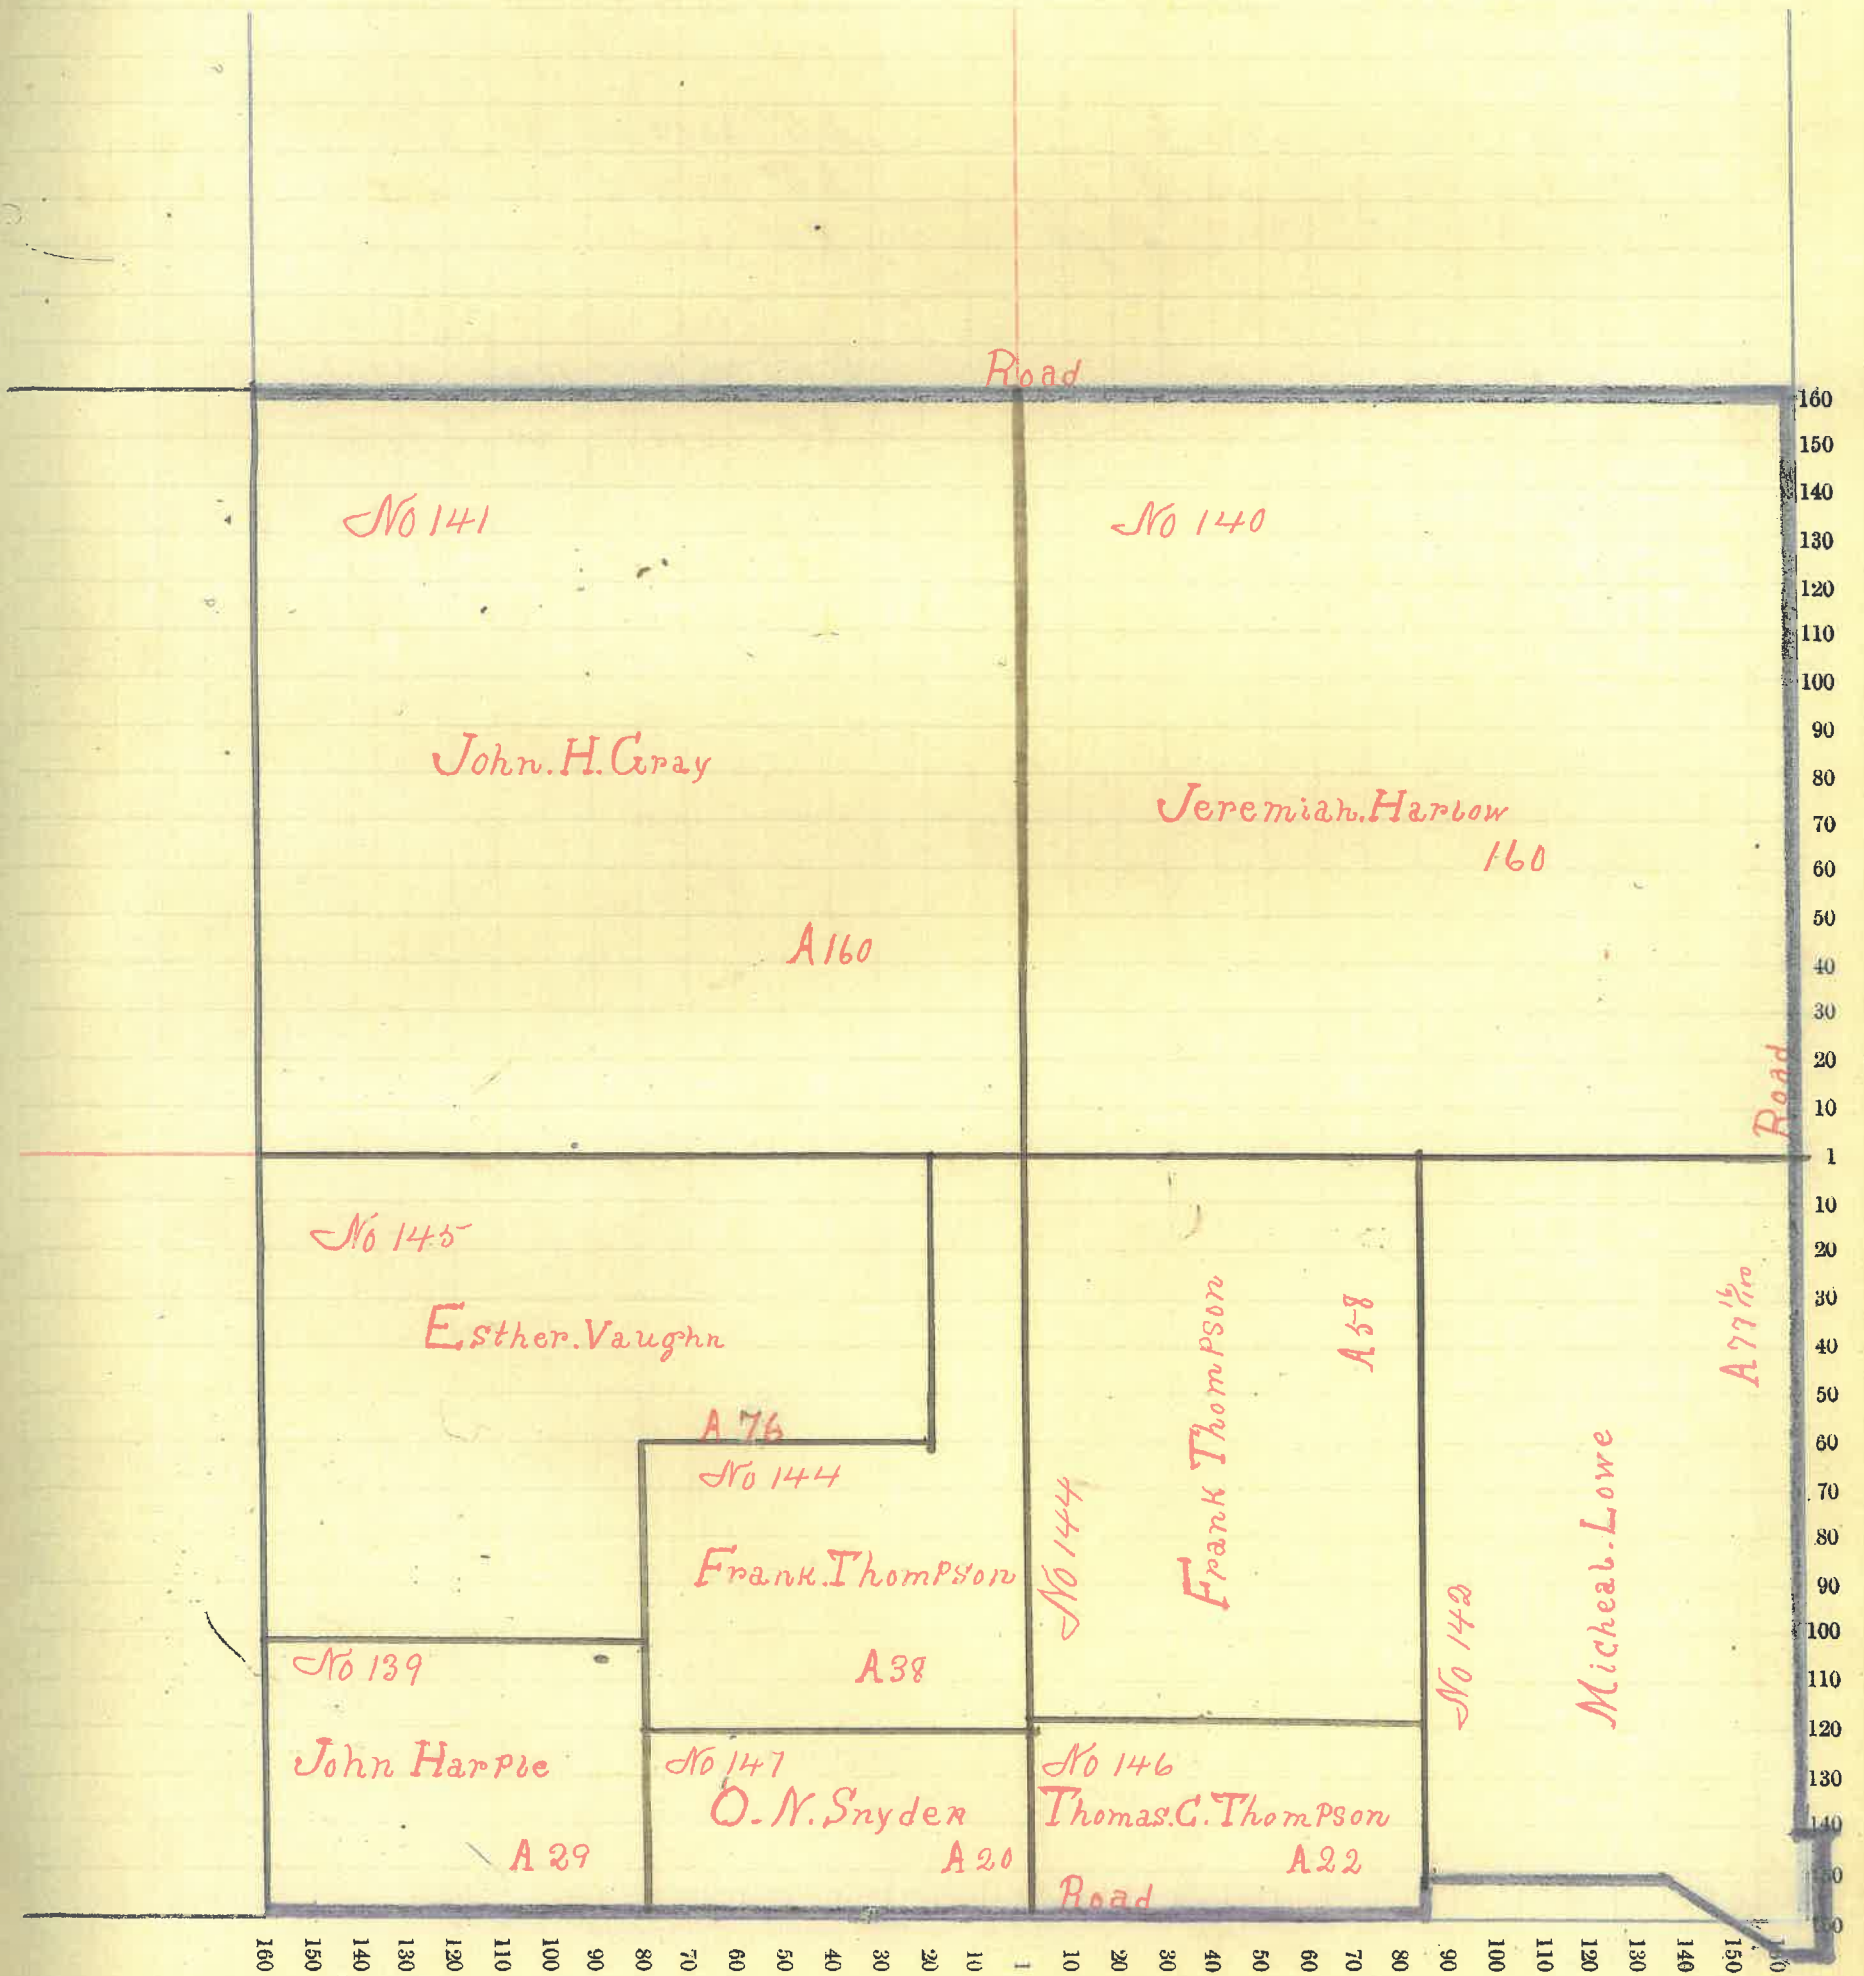 Road
No 141
John. H. Gray
A 160
No 140
Jeremiah. Harlow
160
Road
No 145
Esther. Vaughn
A 76
No 144
Frank. Thompson
A 38
No 144
Frank Thompson
A 58
No 142
Micheal. Lowe
A 77 16/100
No 139
John Harple
A 29
No 147
O. N. Snyder
A 20
No 146
Thomas. C. Thompson
A 22
Road
160
150
140
130
120
110
100
90
80
70
60
50
40
30
20
10
1
10
20
30
40
50
60
70
80
90
100
110
120
130
140
150
160
160 150 140 130 120 110 100 90 80 70 60 50 40 30 20 10 1 10 20 30 40 50 60 70 80 90 100 110 120 130 140 150 160